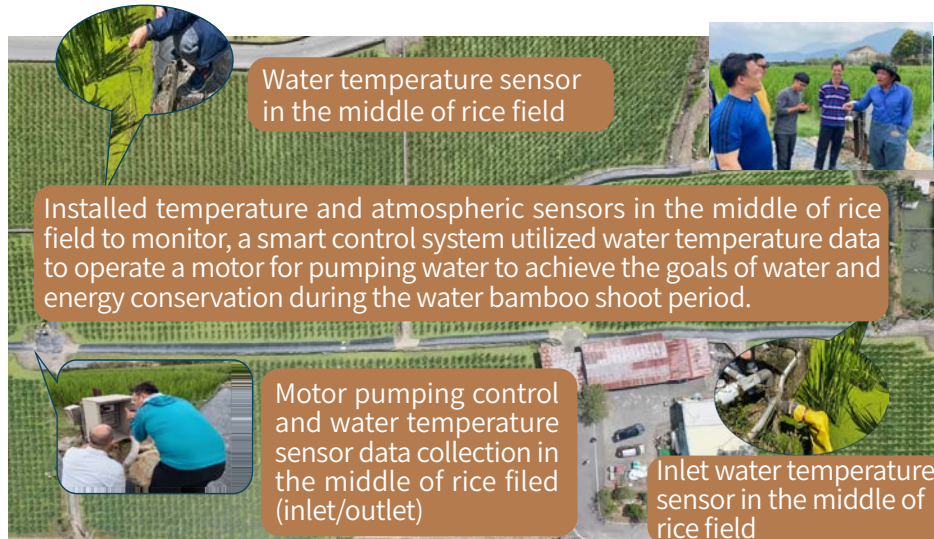 Water temperature sensor
in the middle of rice field
Installed temperature and atmospheric sensors in the middle of rice
field to monitor, a smart control system utilized water temperature data
to operate a motor for pumping water to achieve the goals of water and
energy conservation during the water bamboo shoot period.
Motor pumping control
and water temperature
sensor data collection in
the middle of rice filed
(inlet/outlet)
Inlet water temperature
sensor in the middle of
rice field